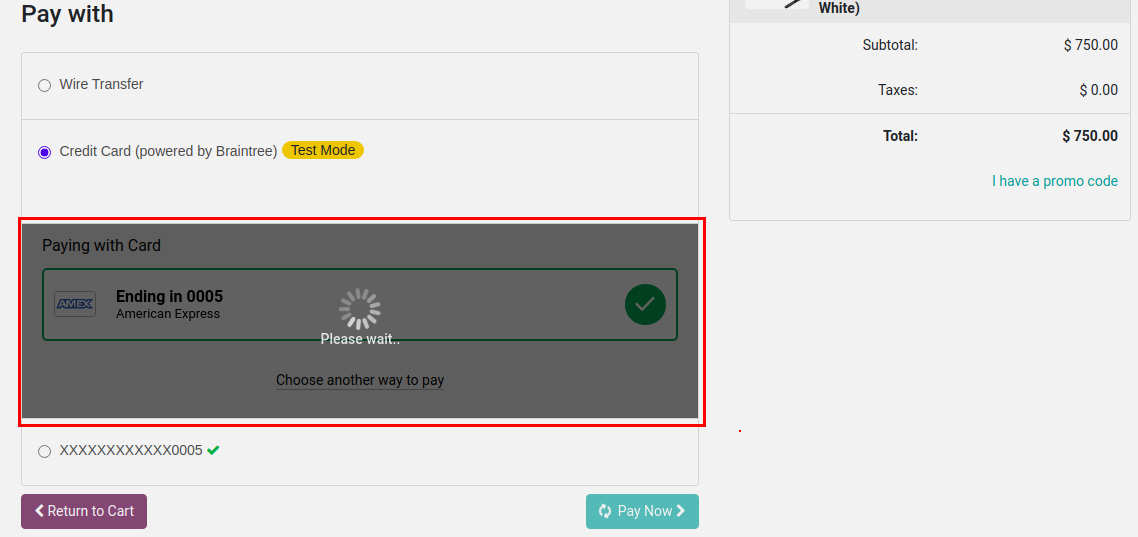 Pay with
Wire Transfer
Credit Card (powered by Braintree) Test Mode
Paying with Card
AMEX
Ending in 0005
American Express
Please wait..
Choose another way to pay
XXXXXXXXXXXX0005
Return to Cart
Pay Now
White)
Subtotal: $ 750.00
Taxes: $ 0.00
Total: $ 750.00
I have a promo code